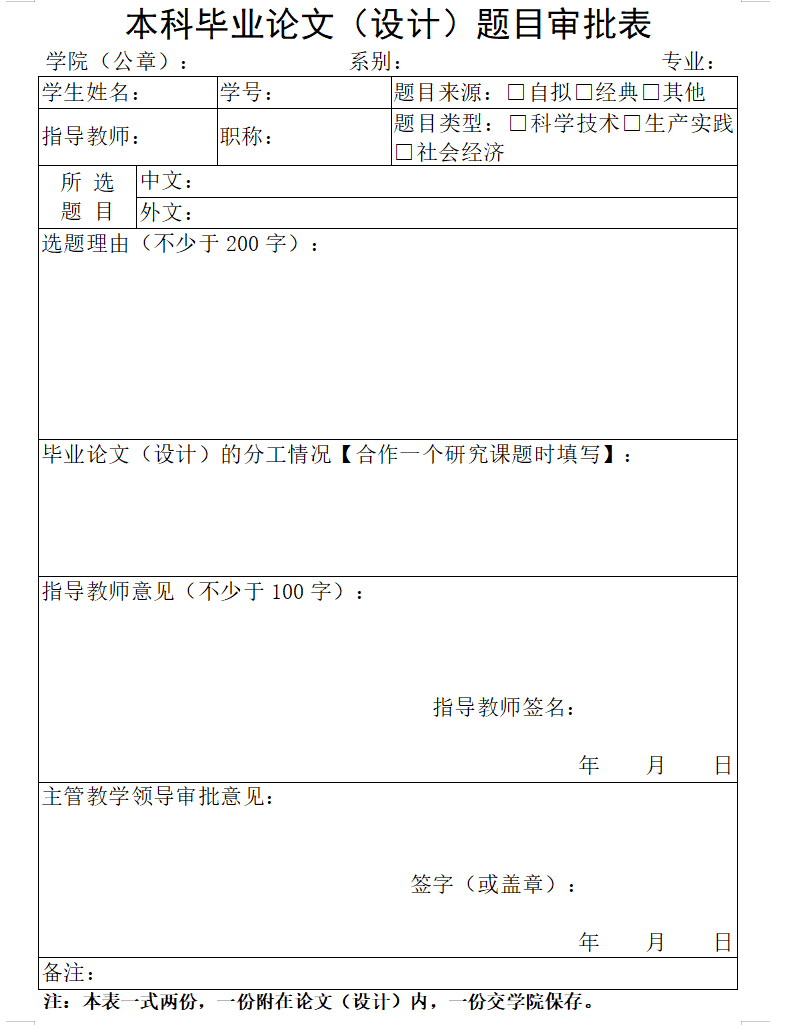 本科毕业论文（设计）题目审批表
学院（公章）： 系别： 专业：
学生姓名： 学号： 题目来源：□自拟□经典□其他
指导教师： 职称： 题目类型：□科学技术□生产实践
□社会经济
所 选
题 目
中文：
外文：
选题理由（不少于 200 字）：
毕业论文（设计）的分工情况【合作一个研究课题时填写】：
指导教师意见（不少于 100 字）：
指导教师签名：
年 月 日
主管教学领导审批意见：
签字（或盖章）：
年 月 日
备注：
注：本表一式两份，一份附在论文（设计）内，一份交学院保存。